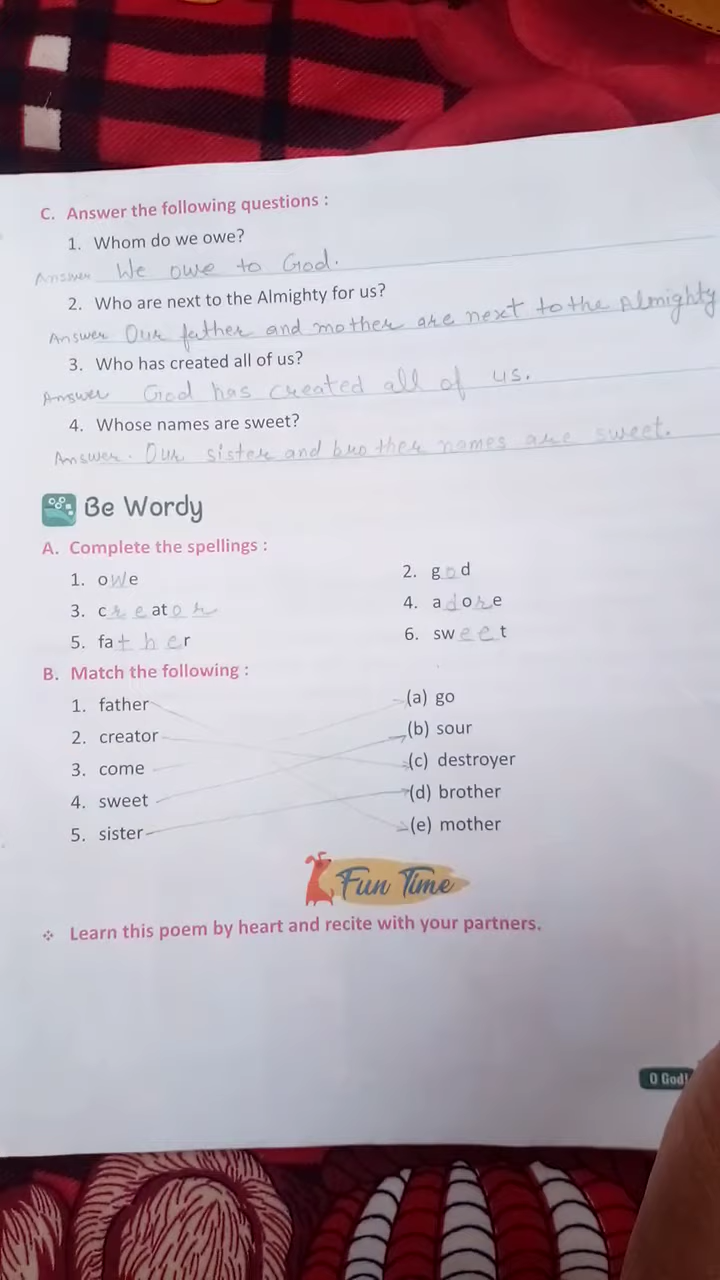 C. Answer the following questions :
1. Whom do we owe?
Answer We owe to God.
2. Who are next to the Almighty for us?
Answer Our father and mother are next to the Almighty
3. Who has created all of us?
Answer God has created all of us.
4. Whose names are sweet?
Answer. Our sister and brother names are sweet.
Be Wordy
A. Complete the spellings :
1. owe
2. god
3. creator
4. adore
5. father
6. sweet
B. Match the following :
1. father (a) go
2. creator (b) sour
3. come (c) destroyer
4. sweet (d) brother
5. sister (e) mother
Fun Time
❖ Learn this poem by heart and recite with your partners.
O God!